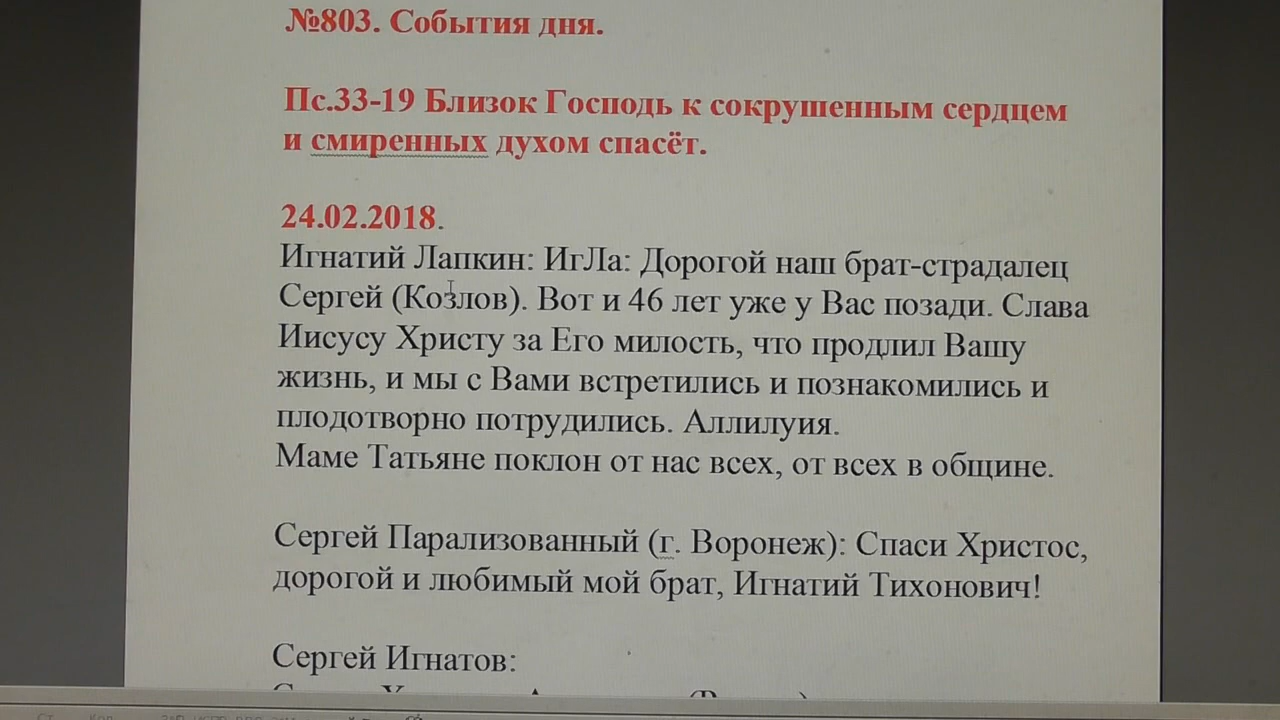 №803. События дня.
Пс.33-19 Близок Господь к сокрушенным сердцем
и смиренных духом спасёт.
24.02.2018.
Игнатий Лапкин: ИгЛа: Дорогой наш брат-страдалец
Сергей (Козлов). Вот и 46 лет уже у Вас позади. Слава
Иисусу Христу за Его милость, что продлил Вашу
жизнь, и мы с Вами встретились и познакомились и
плодотворно потрудились. Аллилуия.
Маме Татьяне поклон от нас всех, от всех в общине.
Сергей Парализованный (г. Воронеж): Спаси Христос,
дорогой и любимый мой брат, Игнатий Тихонович!
Сергей Игнатов: